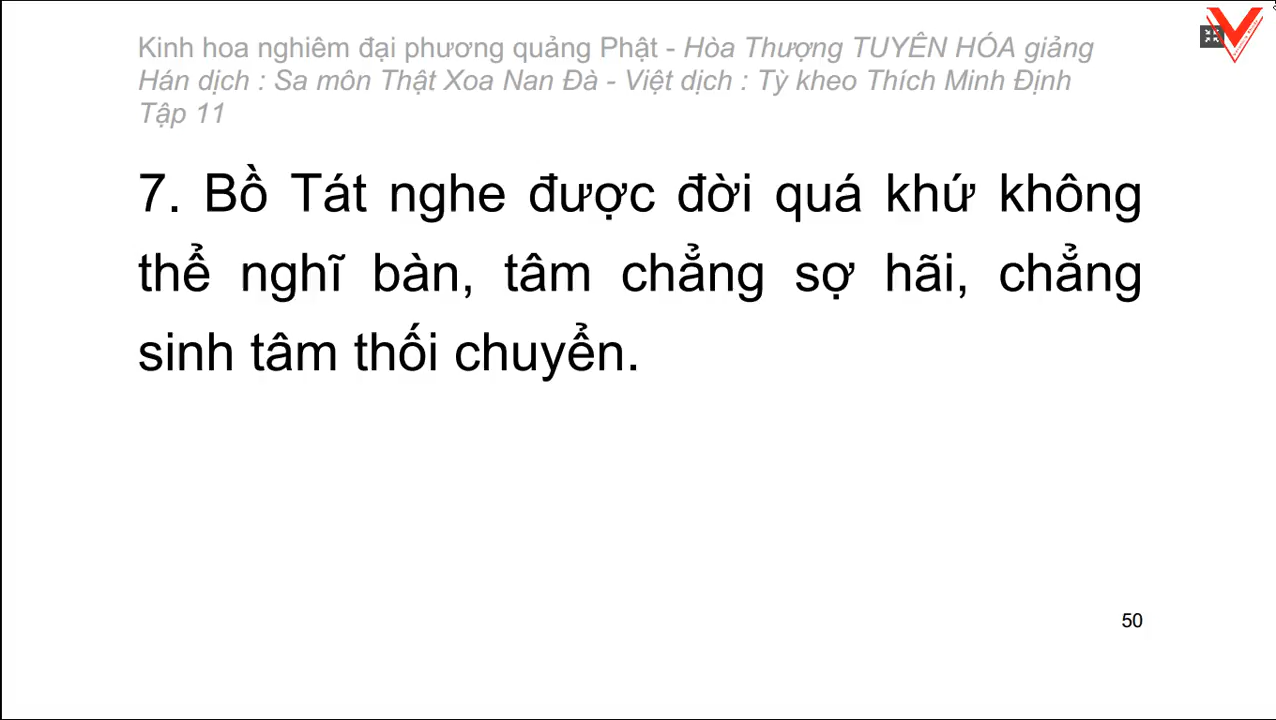 Kinh hoa nghiêm đại phương quảng Phật - Hòa Thượng TUYÊN HÓA giảng
Hán dịch : Sa môn Thật Xoa Nan Đà - Việt dịch : Tỳ kheo Thích Minh Định
Tập 11
7. Bồ Tát nghe được đời quá khứ không
thể nghĩ bàn, tâm chẳng sợ hãi, chẳng
sinh tâm thối chuyển.
50